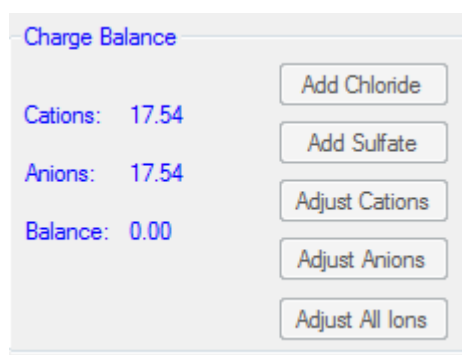 Charge Balance
Add Chloride
Cations: 17.54
Add Sulfate
Anions: 17.54
Adjust Cations
Balance: 0.00
Adjust Anions
Adjust All Ions